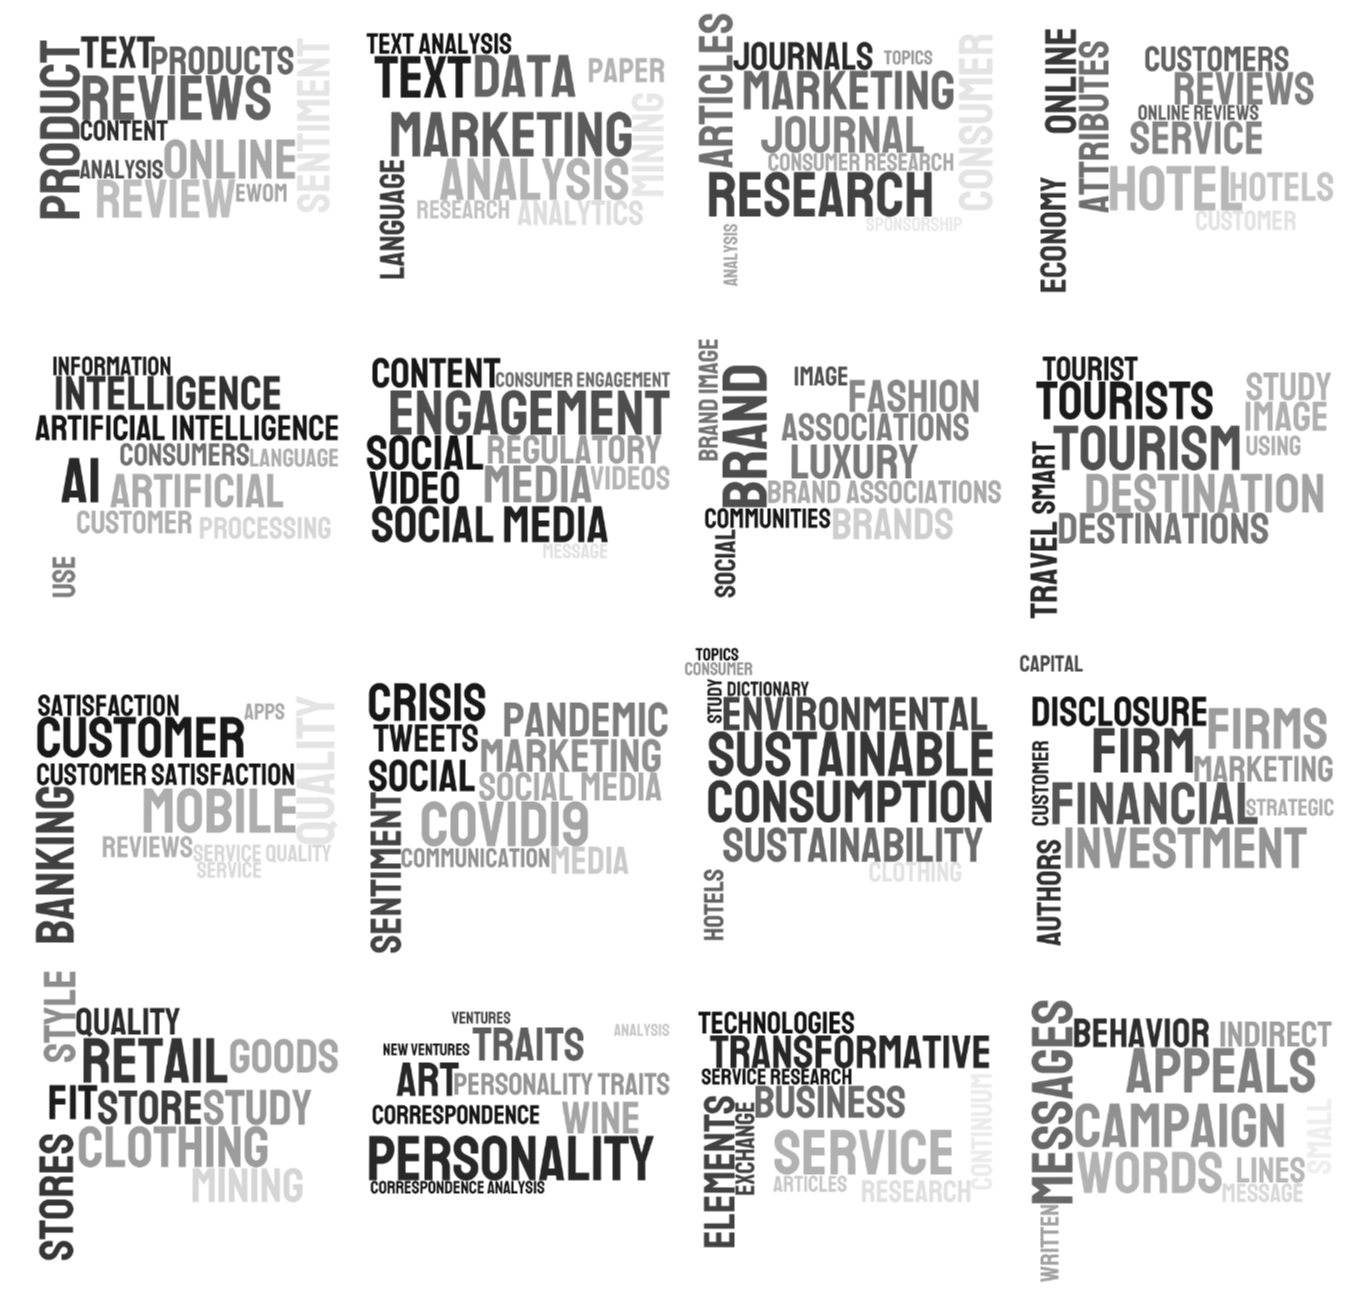 PRODUCT
TEXT
PRODUCTS
REVIEWS
CONTENT
ANALYSIS
ONLINE
REVIEW
EWOM
SENTIMENT
TEXT ANALYSIS
TEXT
DATA
PAPER
MARKETING
MINING
ANALYSIS
LANGUAGE
RESEARCH
ANALYTICS
ARTICLES
JOURNALS
TOPICS
MARKETING
JOURNAL
CONSUMER RESEARCH
CONSUMER
RESEARCH
SPONSORSHIP
ANALYSIS
ONLINE
ATTRIBUTES
CUSTOMERS
REVIEWS
ONLINE REVIEWS
SERVICE
HOTEL
HOTELS
CUSTOMER
ECONOMY
INFORMATION
INTELLIGENCE
ARTIFICIAL INTELLIGENCE
CONSUMERS
LANGUAGE
AI
ARTIFICIAL
CUSTOMER
PROCESSING
USE
CONTENT
CONSUMER ENGAGEMENT
ENGAGEMENT
SOCIAL
REGULATORY
VIDEO
MEDIA
VIDEOS
SOCIAL MEDIA
MESSAGE
BRAND IMAGE
BRAND
IMAGE
FASHION
ASSOCIATIONS
LUXURY
BRAND ASSOCIATIONS
COMMUNITIES
BRANDS
SOCIAL
TOURIST
TOURISTS
STUDY
IMAGE
TOURISM
USING
SMART
DESTINATION
DESTINATIONS
TRAVEL
SATISFACTION
APPS
CUSTOMER
QUALITY
CUSTOMER SATISFACTION
MOBILE
BANKING
REVIEWS
SERVICE QUALITY
SERVICE
CRISIS
PANDEMIC
TWEETS
MARKETING
SOCIAL
SOCIAL MEDIA
COVID19
COMMUNICATION
MEDIA
SENTIMENT
TOPICS
CONSUMER
STUDY
DICTIONARY
ENVIRONMENTAL
SUSTAINABLE
CONSUMPTION
SUSTAINABILITY
CLOTHING
HOTELS
CAPITAL
DISCLOSURE
FIRMS
FIRM
MARKETING
CUSTOMER
FINANCIAL
STRATEGIC
INVESTMENT
AUTHORS
STYLE
QUALITY
RETAIL
GOODS
FIT
STORE
STUDY
CLOTHING
STORES
MINING
VENTURES
ANALYSIS
NEW VENTURES
TRAITS
ART
PERSONALITY TRAITS
CORRESPONDENCE
WINE
PERSONALITY
CORRESPONDENCE ANALYSIS
TECHNOLOGIES
TRANSFORMATIVE
SERVICE RESEARCH
BUSINESS
ELEMENTS
EXCHANGE
SERVICE
CONTINUUM
ARTICLES
RESEARCH
MESSAGES
BEHAVIOR
INDIRECT
APPEALS
CAMPAIGN
SMALL
WORDS
LINES
MESSAGE
WRITTEN